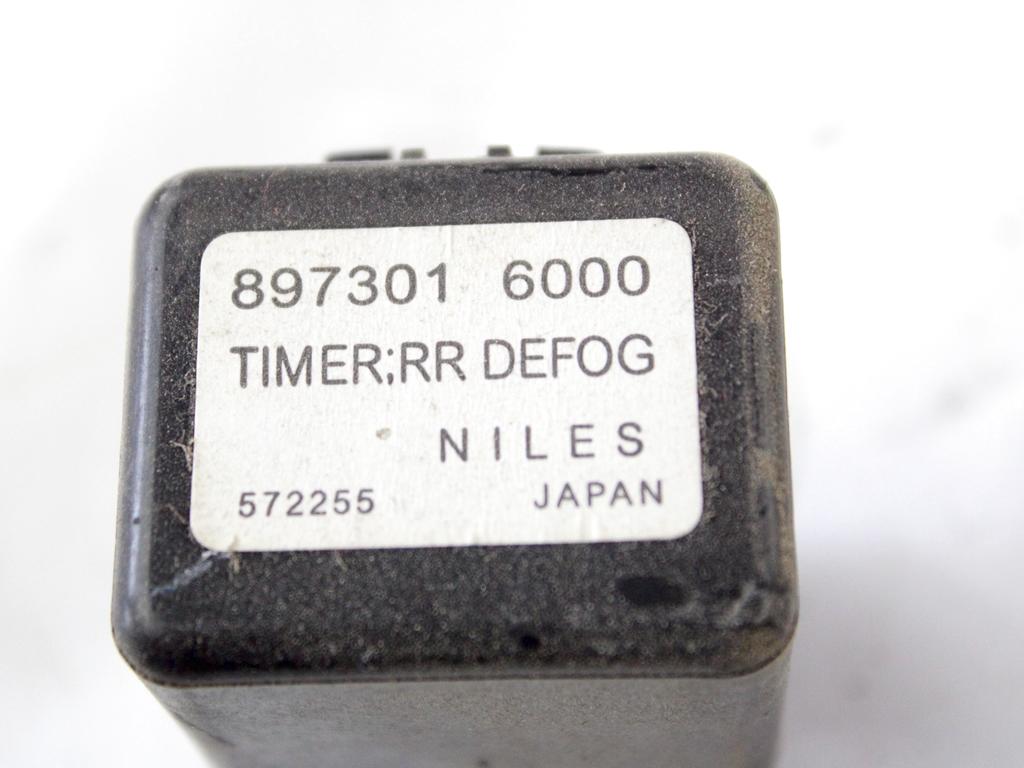 897301 6000
TIMER;RR DEFOG
NILES
572255 JAPAN